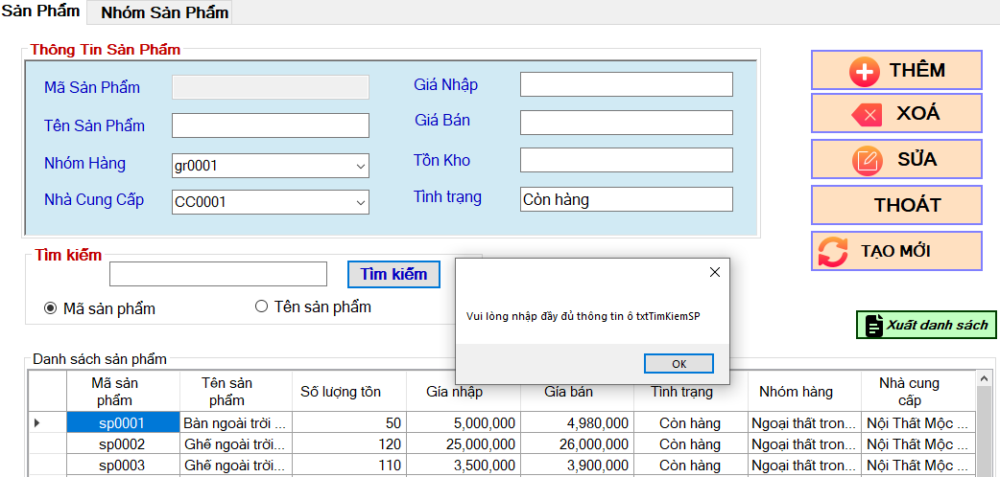 Sản Phẩm
Nhóm Sản Phẩm
Thông Tin Sản Phẩm
Mã Sản Phẩm
Giá Nhập
Tên Sản Phẩm
Giá Bán
Nhóm Hàng
gr0001
Tồn Kho
Nhà Cung Cấp
CC0001
Tình trạng
Còn hàng
THÊM
XOÁ
SỬA
THOÁT
TẠO MỚI
Tìm kiếm
Tìm kiếm
Mã sản phẩm
Tên sản phẩm
Vui lòng nhập đầy đủ thông tin ô txtTimKiemSP
OK
Xuất danh sách
Danh sách sản phẩm
Mã sản phẩm Tên sản phẩm Số lượng tồn Gía nhập Gía bán Tình trạng Nhóm hàng Nhà cung cấp
sp0001 Bàn ngoài trời ... 50 5,000,000 4,980,000 Còn hàng Ngoại thất tron... Nội Thất Mộc ...
sp0002 Ghế ngoài trời... 120 25,000,000 26,000,000 Còn hàng Ngoại thất tron... Nội Thất Mộc ...
sp0003 Ghế ngoài trời... 110 3,500,000 3,900,000 Còn hàng Ngoại thất tron... Nội Thất Mộc ...